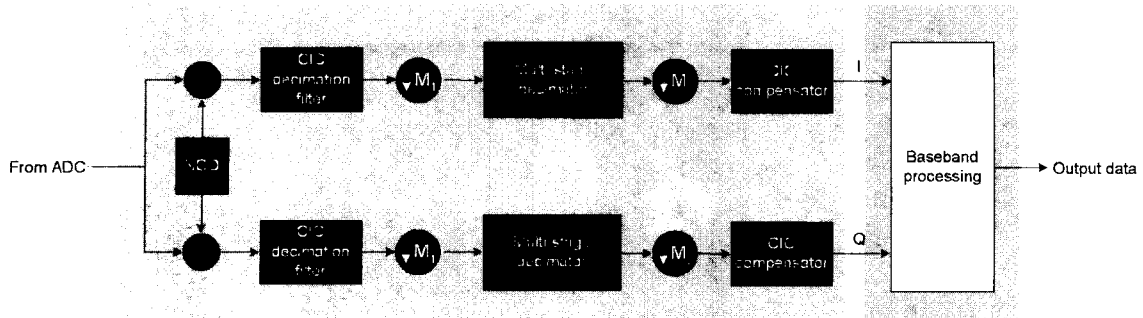 CIC
decimation
filter
M₁
Multi stage
decimator
M
CIC
compensator
I
From ADC
NCO
Baseband
processing
Output data
CIC
decimation
filter
M₁
Multi stage
decimator
M
CIC
compensator
Q